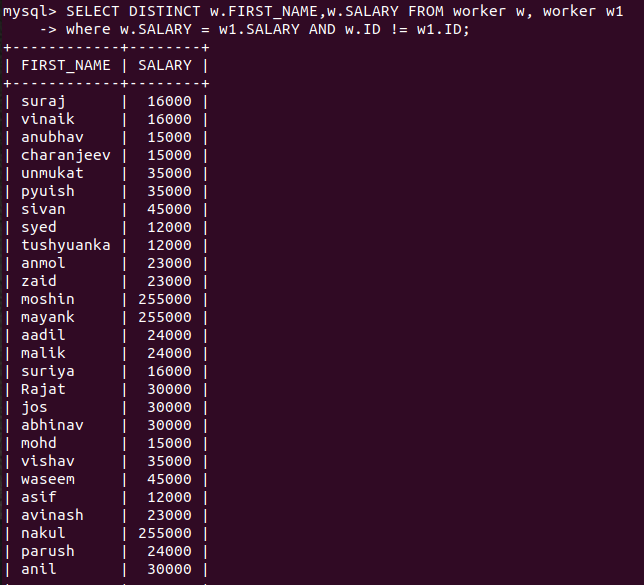 mysql> SELECT DISTINCT w.FIRST_NAME,w.SALARY FROM worker w, worker w1
    -> where w.SALARY = w1.SALARY AND w.ID != w1.ID;
+------------+--------+
| FIRST_NAME | SALARY |
+------------+--------+
| suraj      |  16000 |
| vinaik     |  16000 |
| anubhav    |  15000 |
| charanjeev |  15000 |
| unmukat    |  35000 |
| pyuish     |  35000 |
| sivan      |  45000 |
| syed       |  12000 |
| tushyuanka |  12000 |
| anmol      |  23000 |
| zaid       |  23000 |
| moshin     | 255000 |
| mayank     | 255000 |
| aadil      |  24000 |
| malik      |  24000 |
| suriya     |  16000 |
| Rajat      |  30000 |
| jos        |  30000 |
| abhinav    |  30000 |
| mohd       |  15000 |
| vishav     |  35000 |
| waseem     |  45000 |
| asif       |  12000 |
| avinash    |  23000 |
| nakul      | 255000 |
| parush     |  24000 |
| anil       |  30000 |